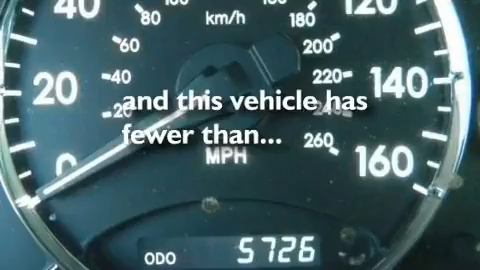 40 120
80 km/h 180
60 200
20 40 220 140
and this vehicle has
20 240
fewer than...
0 MPH 260 160
ODO 5726